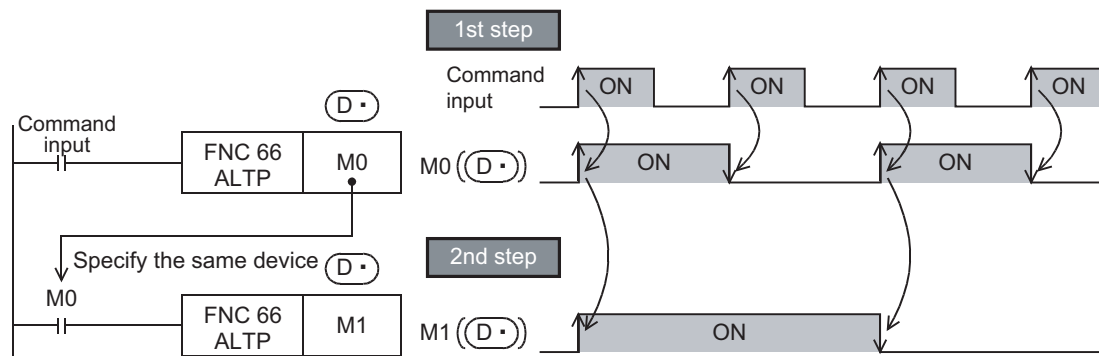 1st step
Command
input
ON ON ON ON
Command
input
D ·
FNC 66
ALTP
M0
M0 (D ·)
ON ON
Specify the same device
D ·
2nd step
M0
FNC 66
ALTP
M1
M1 (D ·)
ON